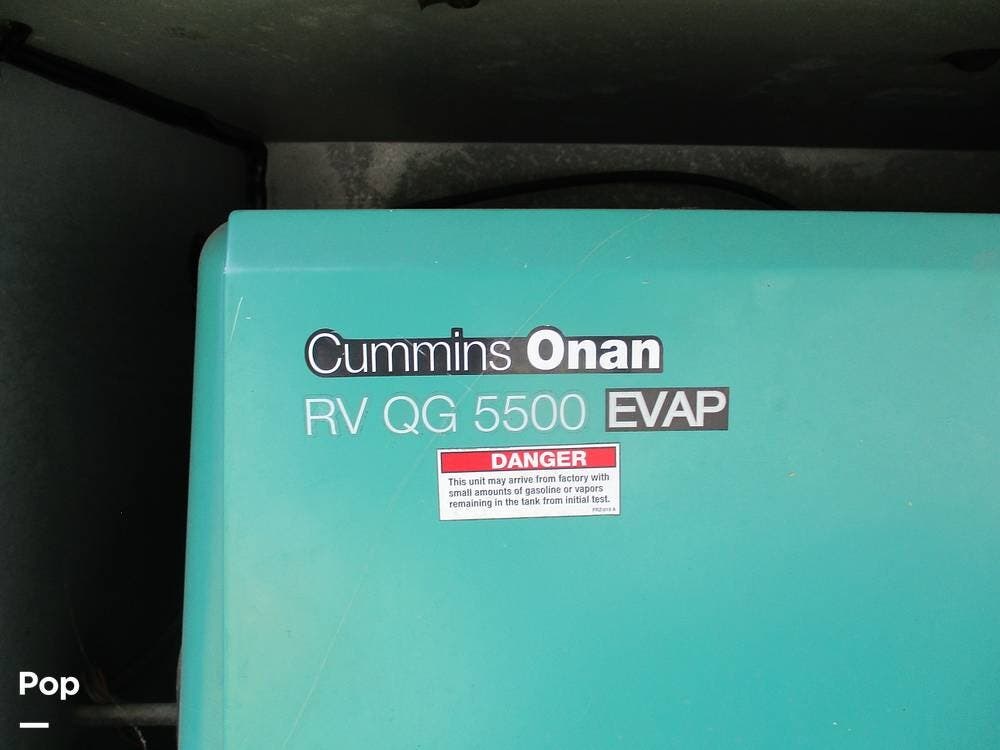 Cummins Onan
RV QG 5500 EVAP
DANGER
This unit may arrive from factory with
small amounts of gasoline or vapors
remaining in the tank from initial test.
Pop